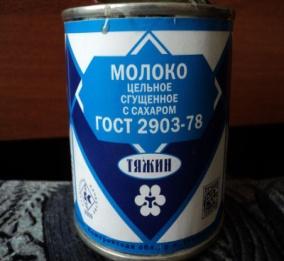 МОЛОКО
ЦЕЛЬНОЕ
СГУЩЕННОЕ
С САХАРОМ
ГОСТ 2903-78
ТЯЖИН